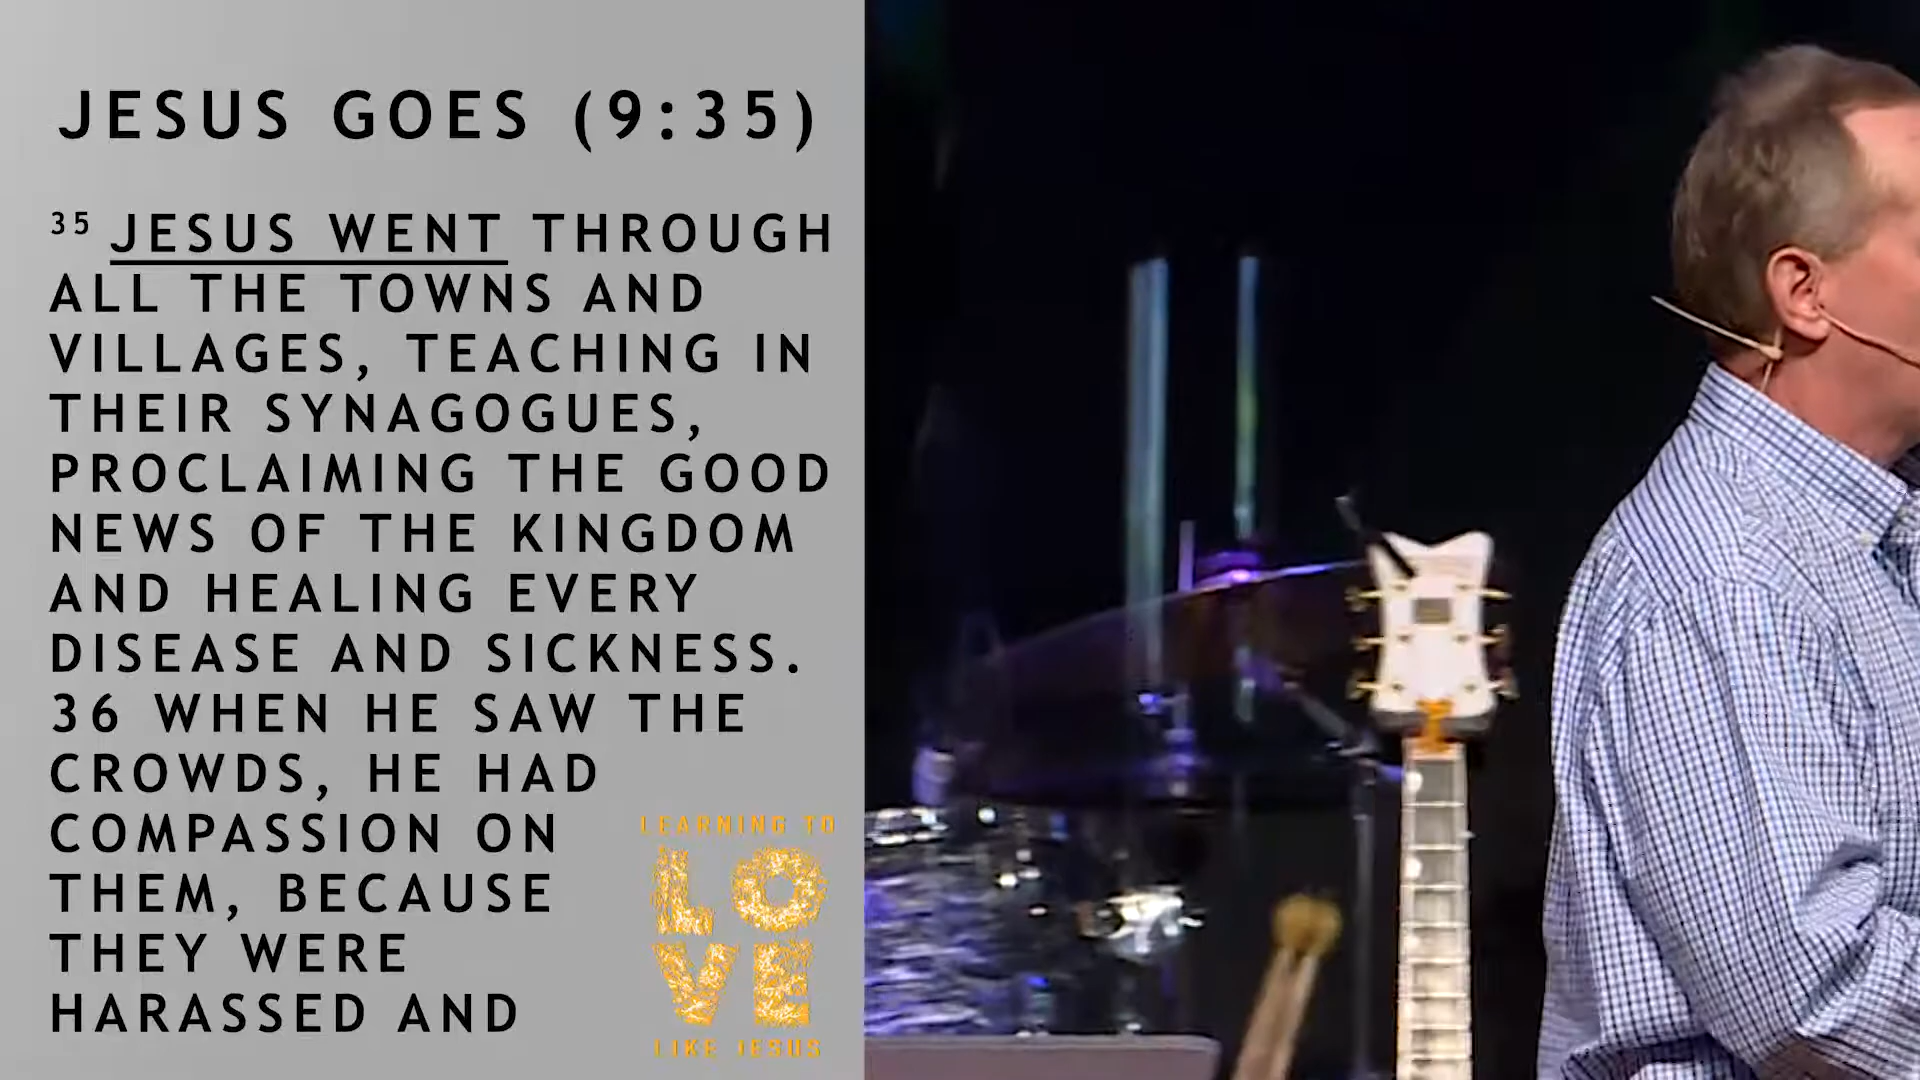 JESUS GOES (9:35)
35 JESUS WENT THROUGH
ALL THE TOWNS AND
VILLAGES, TEACHING IN
THEIR SYNAGOGUES,
PROCLAIMING THE GOOD
NEWS OF THE KINGDOM
AND HEALING EVERY
DISEASE AND SICKNESS.
36 WHEN HE SAW THE
CROWDS, HE HAD
COMPASSION ON
THEM, BECAUSE
THEY WERE
HARASSED AND
LEARNING TO
LO
VE
LIKE JESUS